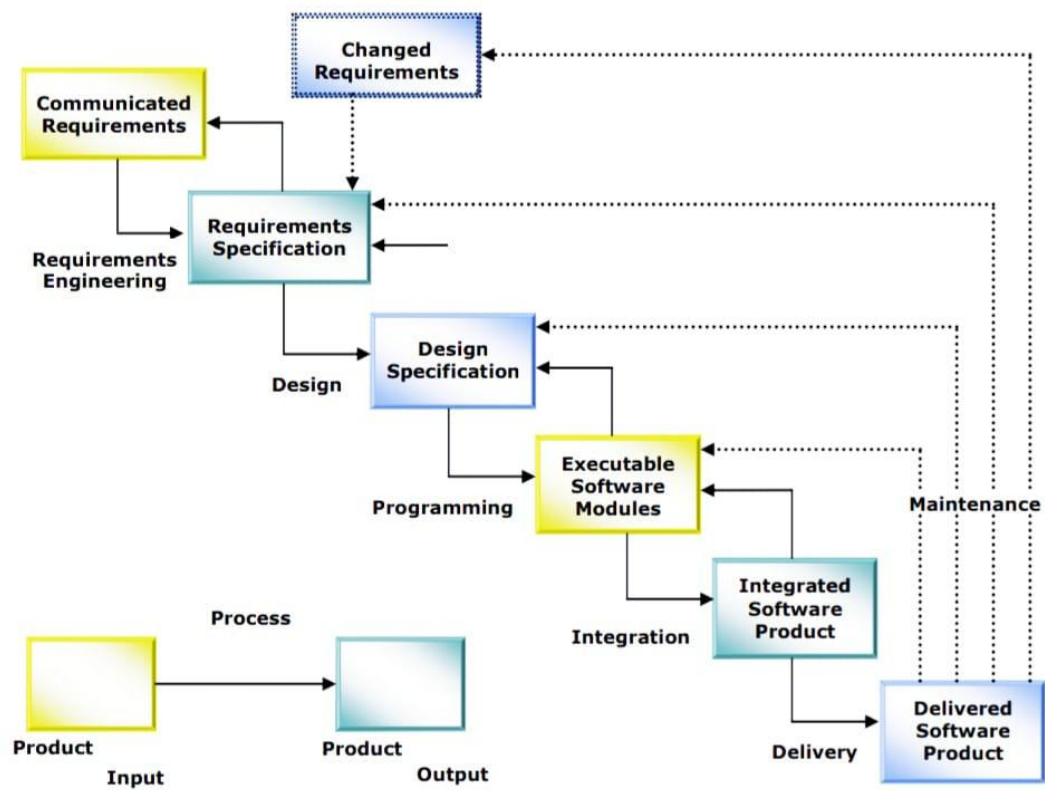 Changed
Requirements
Communicated
Requirements
Requirements
Specification
Requirements
Engineering
Design
Specification
Design
Executable
Software
Modules
Programming
Maintenance
Integrated
Software
Product
Process
Integration
Delivered
Software
Product
Product
Product
Delivery
Input
Output